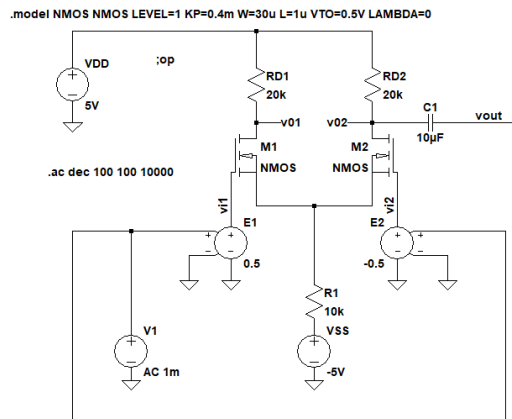 .model NMOS NMOS LEVEL=1 KP=0.4m W=30u L=1u VTO=0.5V LAMBDA=0
VDD
5V
;op
RD1
20k
RD2
20k
C1
10µF
vout
v01
v02
M1
NMOS
M2
NMOS
.ac dec 100 100 10000
vi1
vi2
E1
0.5
E2
-0.5
R1
10k
V1
AC 1m
VSS
-5V